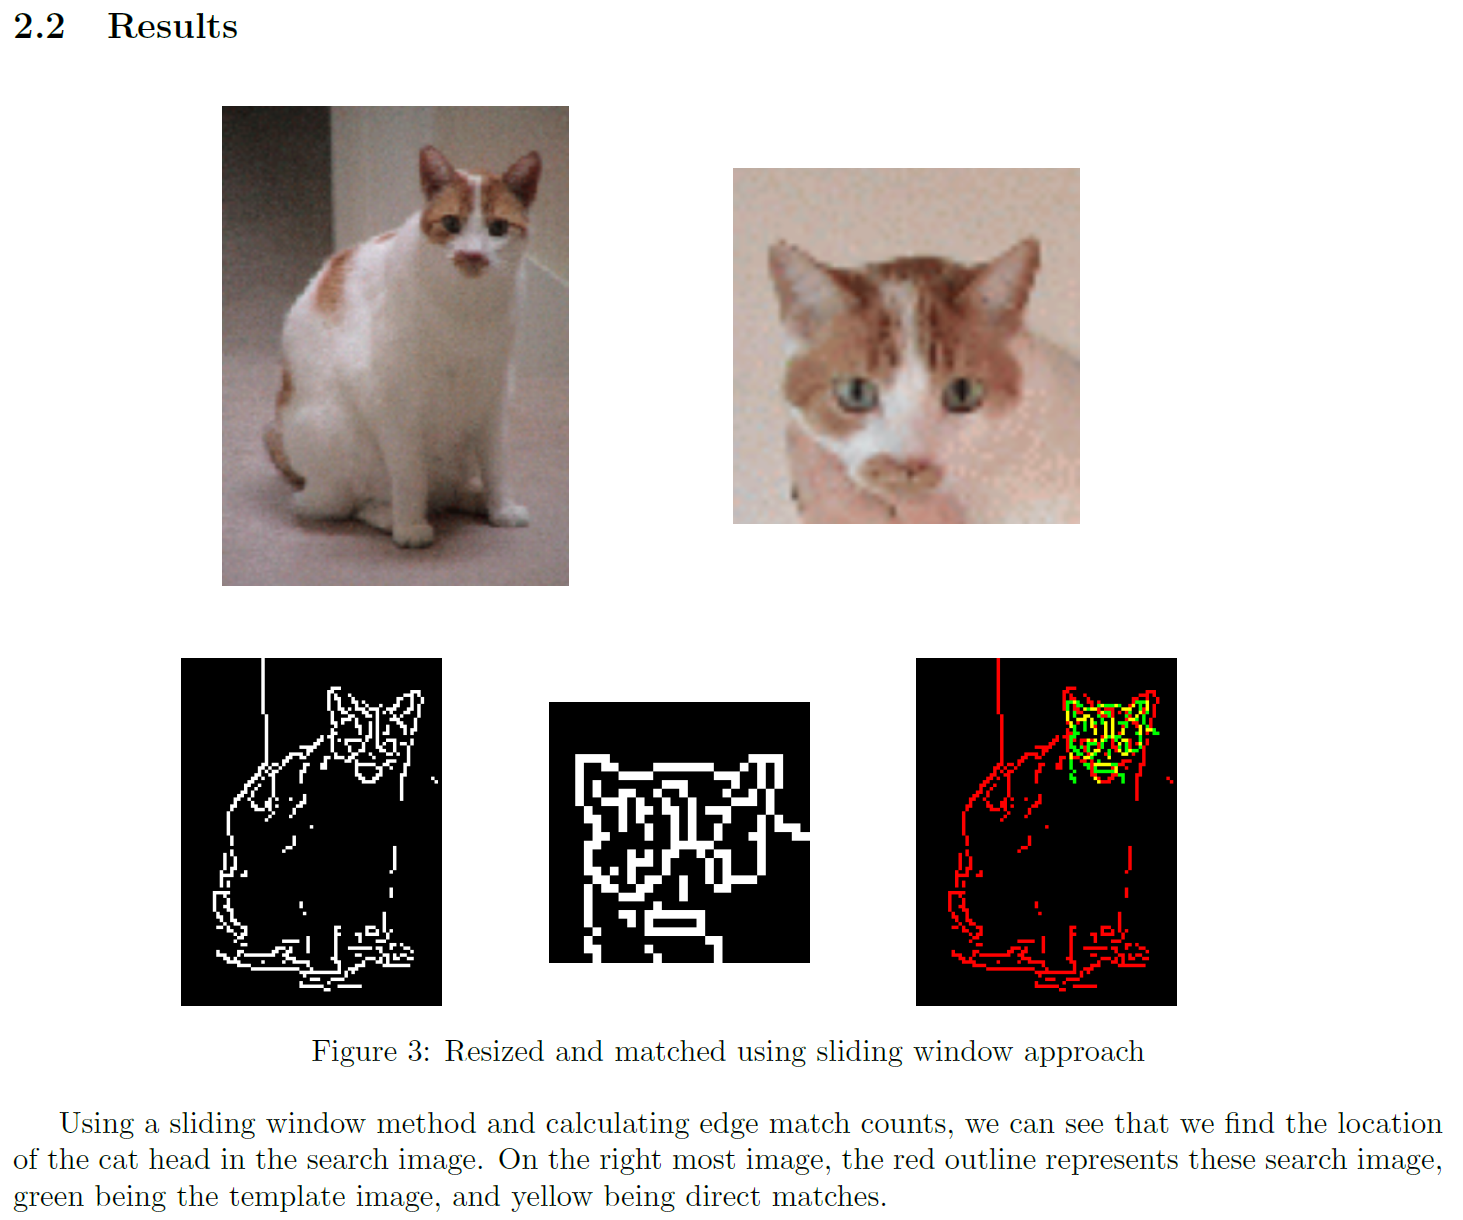 2.2 Results
Figure 3: Resized and matched using sliding window approach
Using a sliding window method and calculating edge match counts, we can see that we find the location
of the cat head in the search image. On the right most image, the red outline represents these search image,
green being the template image, and yellow being direct matches.